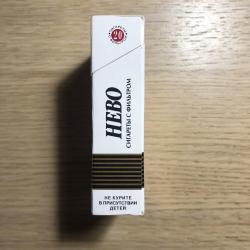 20
НЕВО
СИГАРЕТЫ С ФИЛЬТРОМ
НЕ КУРИТЕ
В ПРИСУТСТВИИ
ДЕТЕЙ